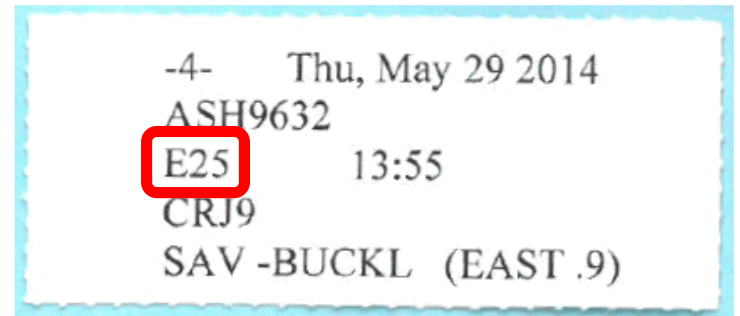 -4- Thu, May 29 2014
ASH9632
E25 13:55
CRJ9
SAV -BUCKL (EAST .9)